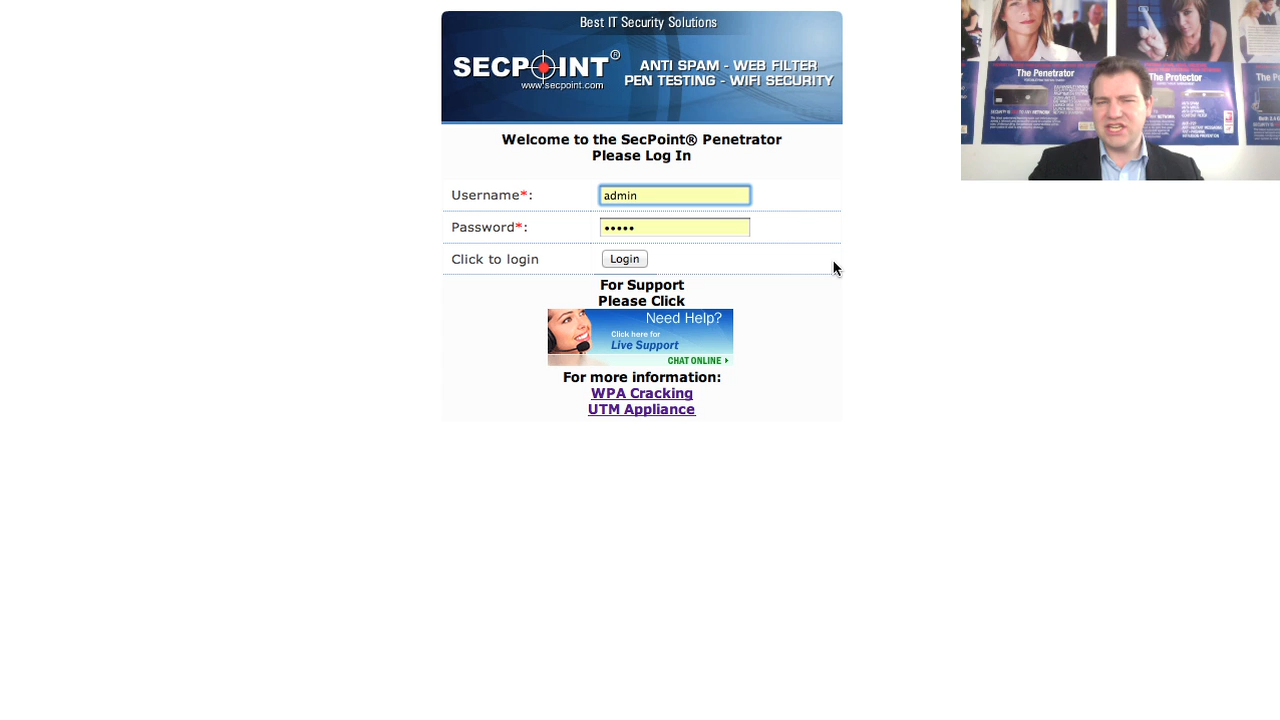 Best IT Security Solutions
SECPOINT®
www.secpoint.com
ANTI SPAM - WEB FILTER
PEN TESTING - WIFI SECURITY
Welcome to the SecPoint® Penetrator
Please Log In
Username*:
admin
Password*:
•••••
Click to login
Login
For Support
Please Click
Need Help?
Click here for
Live Support
CHAT ONLINE
For more information:
WPA Cracking
UTM Appliance
The Penetrator
The Protector